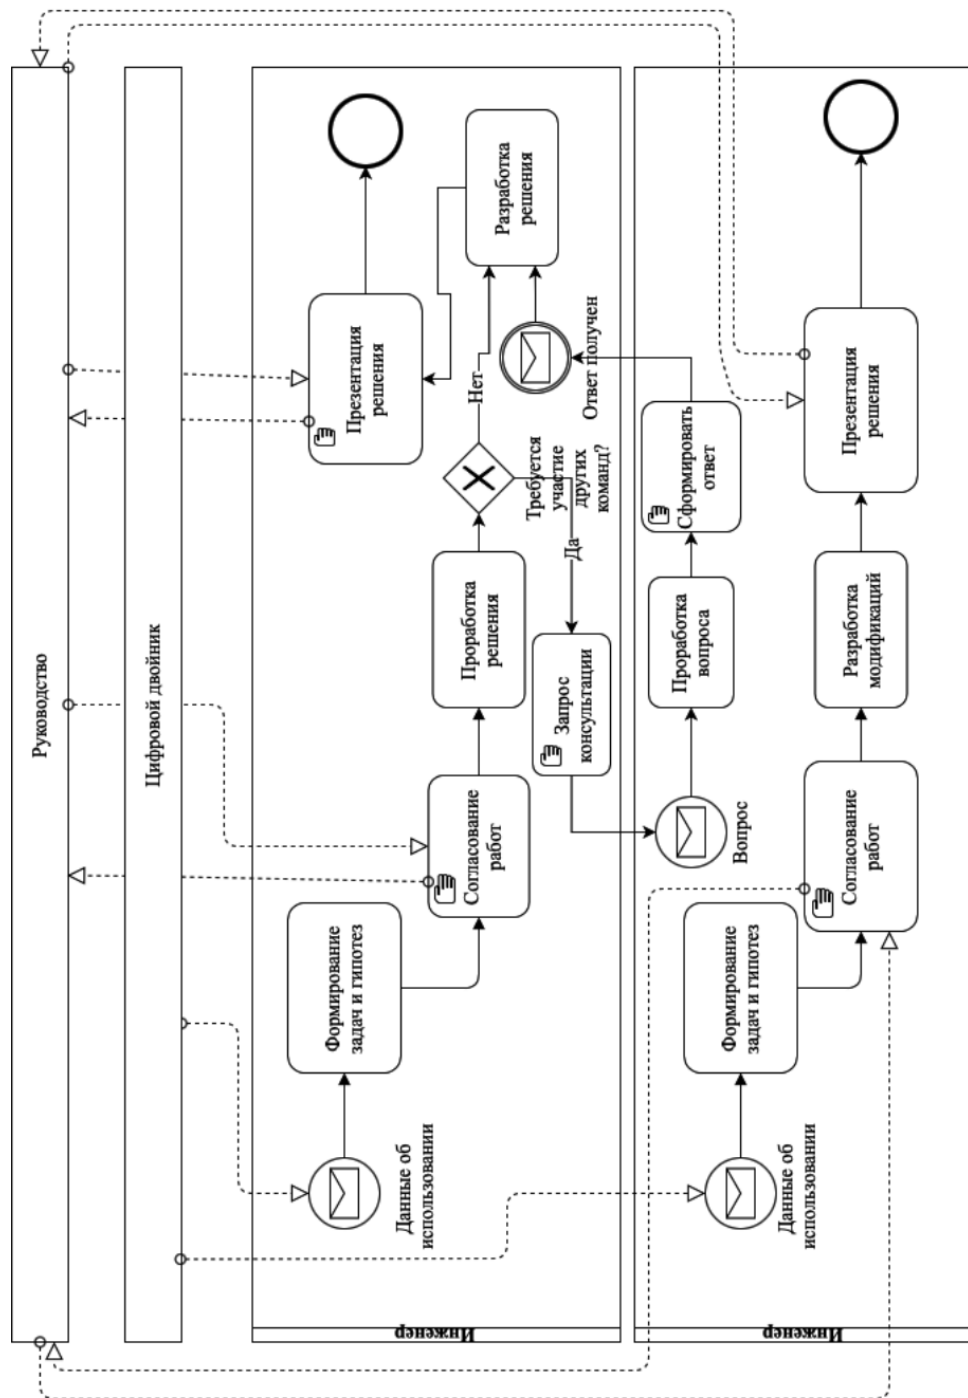 Руководство
Цифровой двойник
Инженер
Данные об
использовании
Формирование
задач и гипотез
Согласование
работ
Проработка
решения
Требуется
участие
других
команд?
Нет
Да
Запрос
консультации
Ответ получен
Разработка
решения
Презентация
решения
Инженер
Данные об
использовании
Формирование
задач и гипотез
Согласование
работ
Вопрос
Проработка
вопроса
Сформировать
ответ
Разработка
модификаций
Презентация
решения